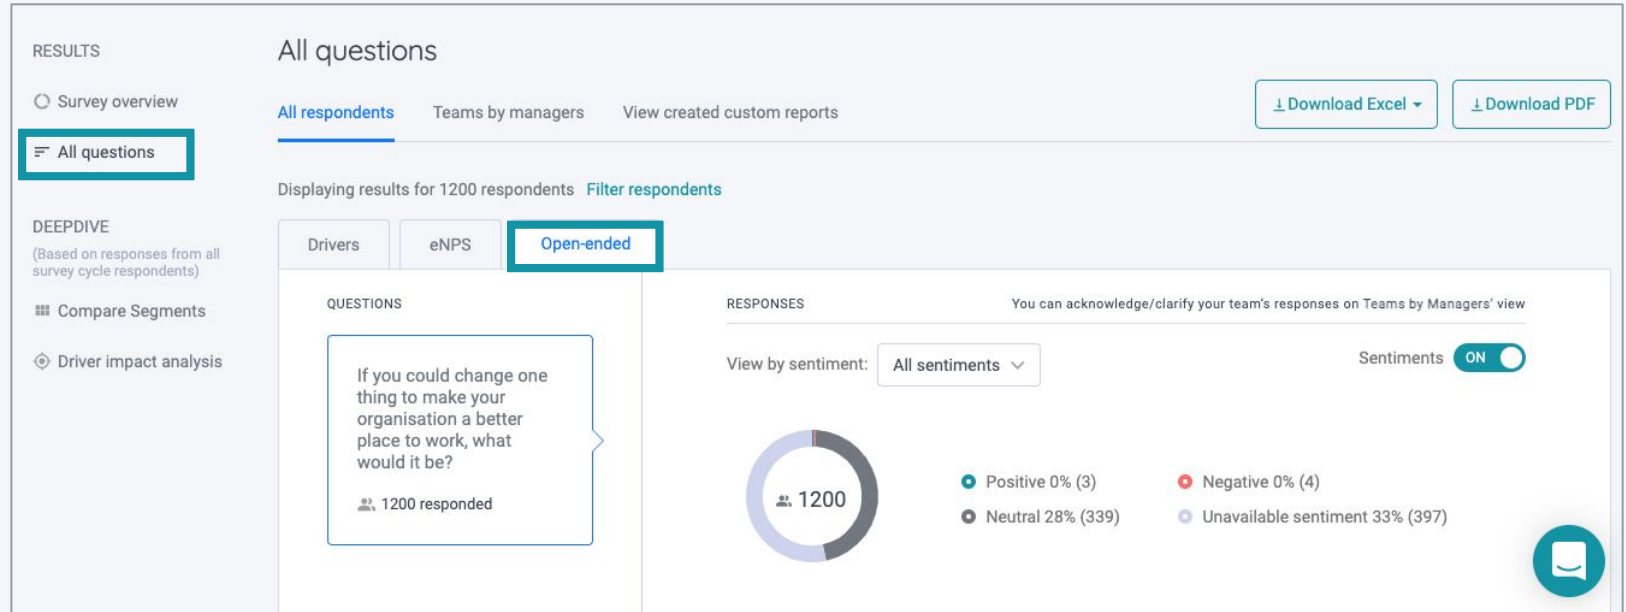 RESULTS
Survey overview
All questions
DEEPDIVE
(Based on responses from all
survey cycle respondents)
Compare Segments
Driver impact analysis
All questions
All respondents
Teams by managers
View created custom reports
Download Excel
Download PDF
Displaying results for 1200 respondents Filter respondents
Drivers
eNPS
Open-ended
QUESTIONS
If you could change one
thing to make your
organisation a better
place to work, what
would it be?
1200 responded
RESPONSES
You can acknowledge/clarify your team's responses on Teams by Managers' view
View by sentiment:
All sentiments
Sentiments
ON
1200
Positive 0% (3)
Negative 0% (4)
Neutral 28% (339)
Unavailable sentiment 33% (397)